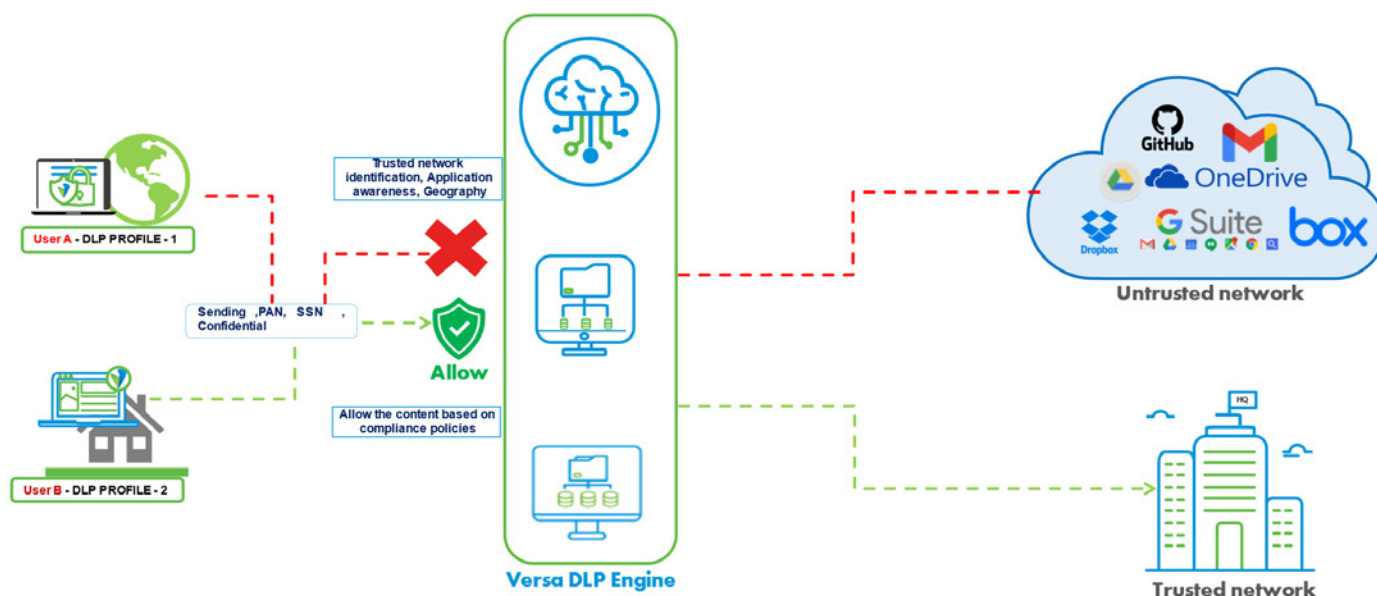 Trusted network
identification, Application
awareness, Geography
User A - DLP PROFILE - 1
Sending ,PAN, SSN ,
Confidential
Allow
Allow the content based on
compliance policies
User B - DLP PROFILE - 2
Versa DLP Engine
GitHub
OneDrive
Dropbox
G Suite
box
Untrusted network
HQ
Trusted network